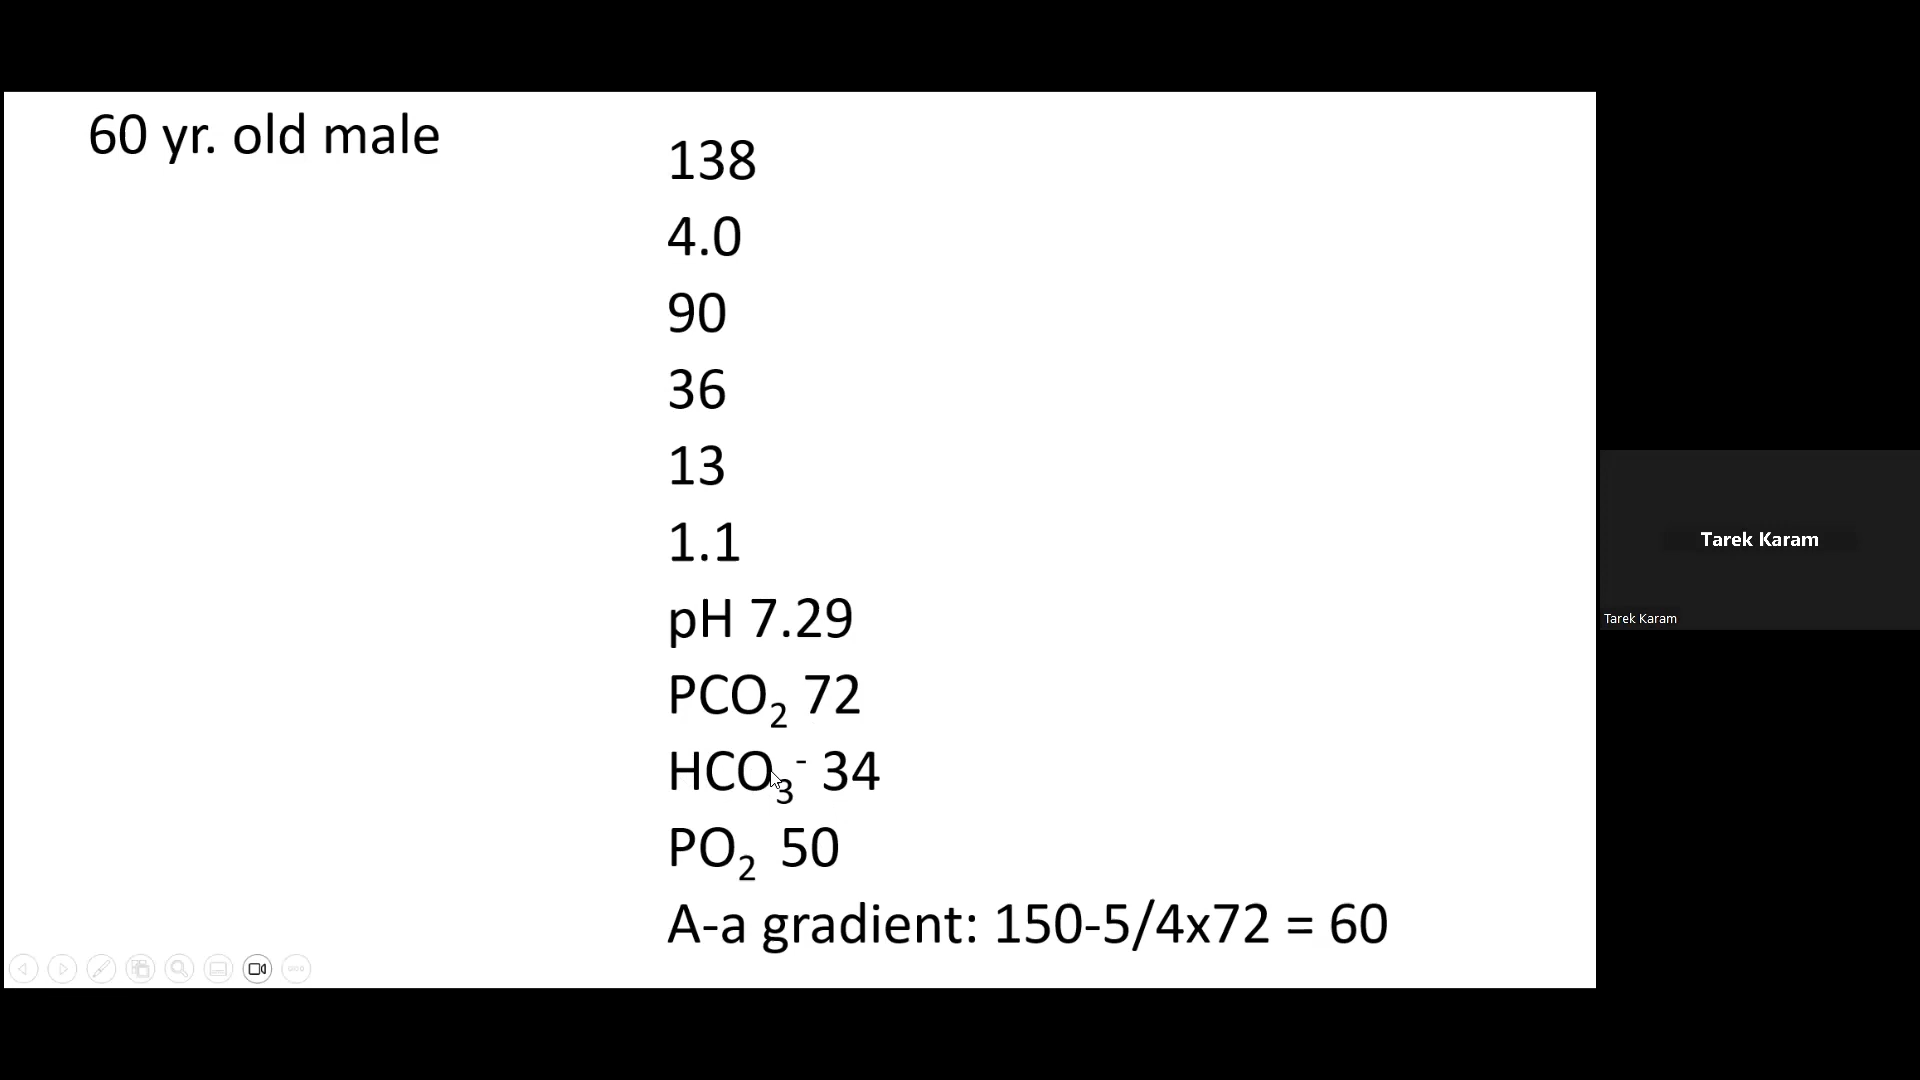 60 yr. old male
138
4.0
90
36
13
1.1
pH 7.29
PCO₂ 72
HCO₃⁻ 34
PO₂ 50
A-a gradient: 150-5/4x72 = 60
Tarek Karam
Tarek Karam